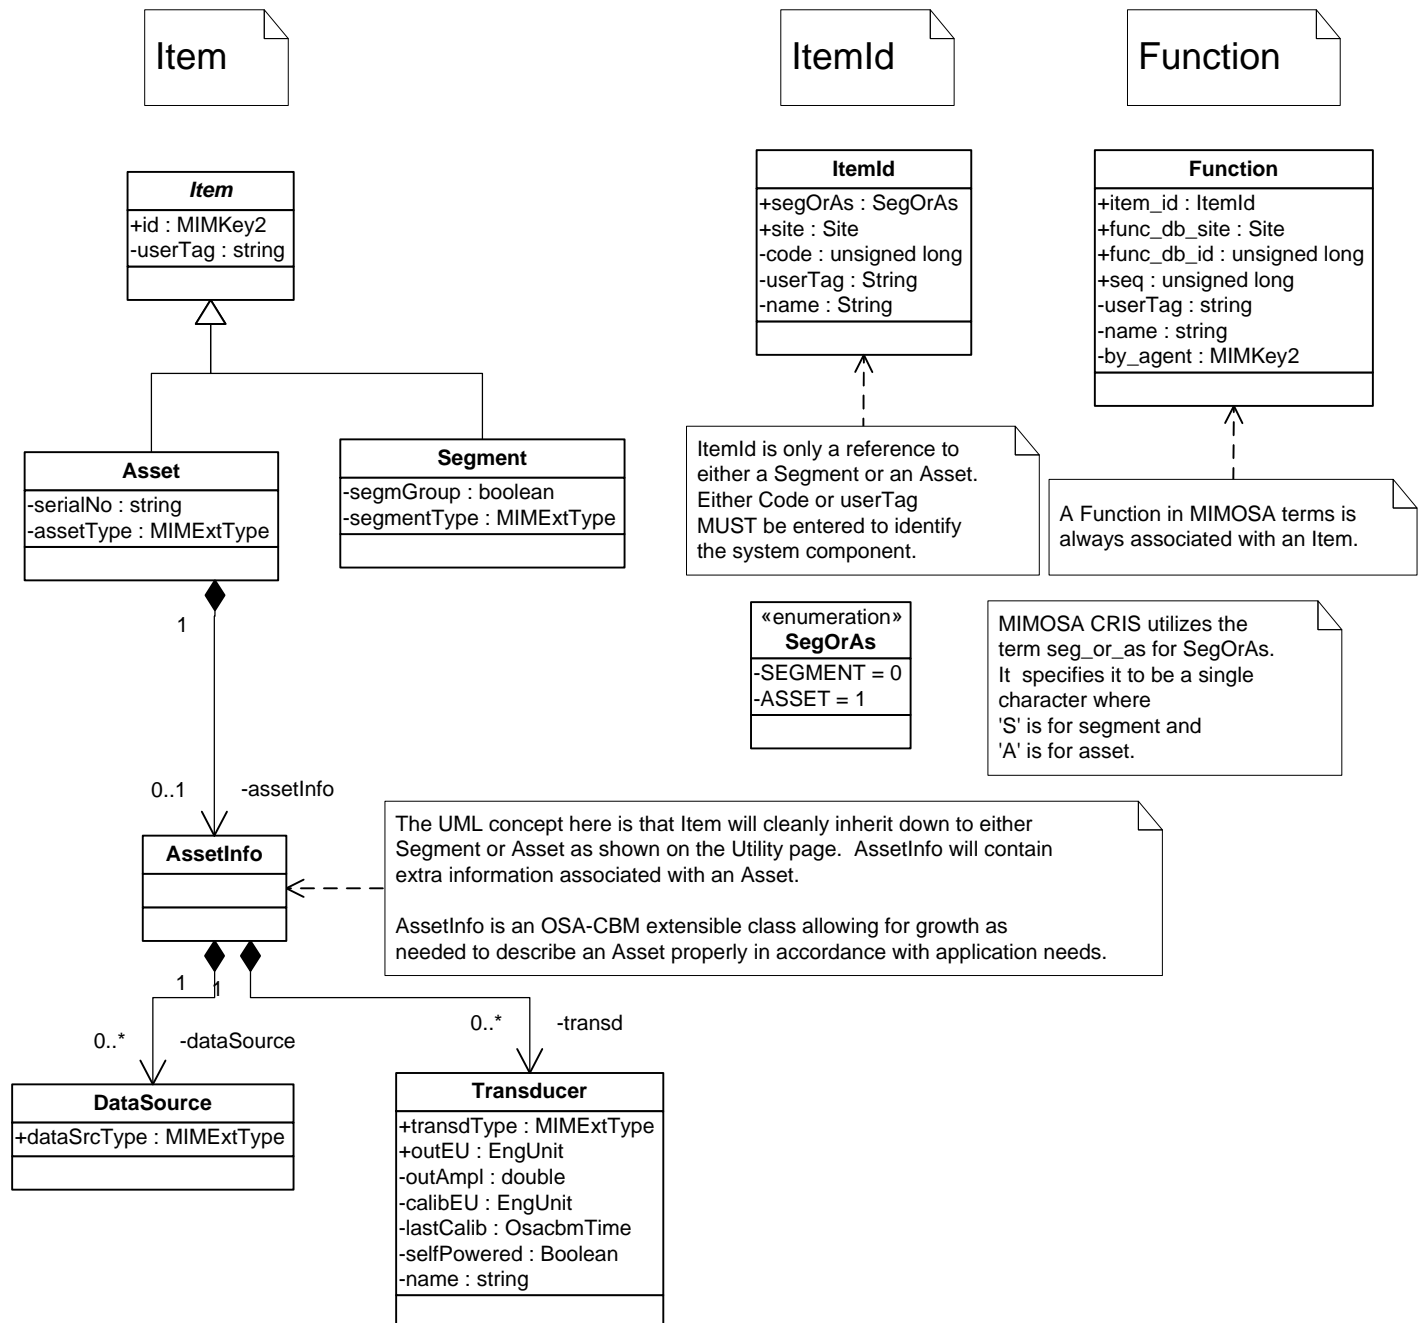 Item
ItemId
Function
Item
+id : MIMKey2
-userTag : string
ItemId
+segOrAs : SegOrAs
+site : Site
-code : unsigned long
-userTag : String
-name : String
Function
+item_id : ItemId
+func_db_site : Site
+func_db_id : unsigned long
+seq : unsigned long
-userTag : string
-name : string
-by_agent : MIMKey2
Asset
-serialNo : string
-assetType : MIMExtType
Segment
-segmGroup : boolean
-segmentType : MIMExtType
ItemId is only a reference to
either a Segment or an Asset.
Either Code or userTag
MUST be entered to identify
the system component.
A Function in MIMOSA terms is
always associated with an Item.
«enumeration»
SegOrAs
-SEGMENT = 0
-ASSET = 1
MIMOSA CRIS utilizes the
term seg_or_as for SegOrAs.
It  specifies it to be a single
character where
'S' is for segment and
'A' is for asset.
1
0..1
-assetInfo
AssetInfo
The UML concept here is that Item will cleanly inherit down to either
Segment or Asset as shown on the Utility page.  AssetInfo will contain
extra information associated with an Asset.
AssetInfo is an OSA-CBM extensible class allowing for growth as
needed to describe an Asset properly in accordance with application needs.
1
1
0..*
-dataSource
0..*
-transd
DataSource
+dataSrcType : MIMExtType
Transducer
+transdType : MIMExtType
+outEU : EngUnit
-outAmpl : double
-calibEU : EngUnit
-lastCalib : OsacbmTime
-selfPowered : Boolean
-name : string